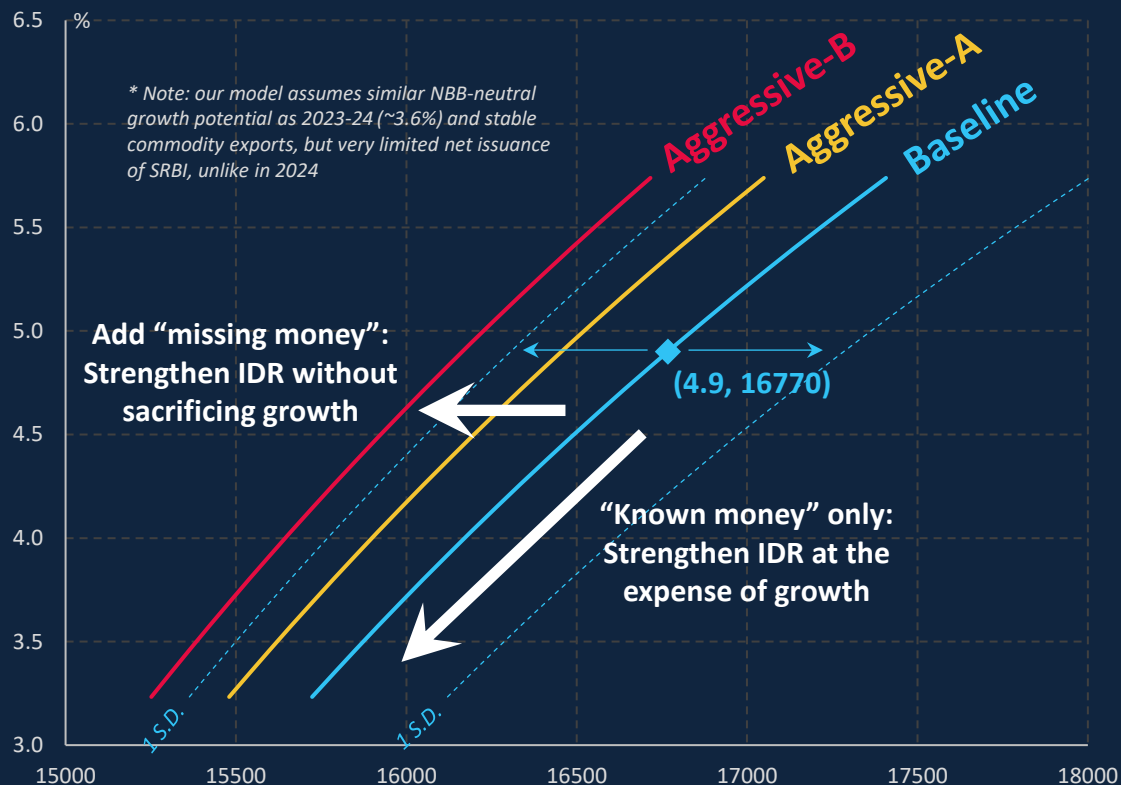 6.5
%
* Note: our model assumes similar NBB-neutral
growth potential as 2023-24 (~3.6%) and stable
commodity exports, but very limited net issuance
of SRBI, unlike in 2024
Aggressive-B
Aggressive-A
Baseline
6.0
5.5
5.0
Add “missing money”:
Strengthen IDR without
sacrificing growth
(4.9, 16770)
4.5
“Known money” only:
Strengthen IDR at the
expense of growth
4.0
3.5
1 S.D.
1 S.D.
3.0
15000
15500
16000
16500
17000
17500
18000